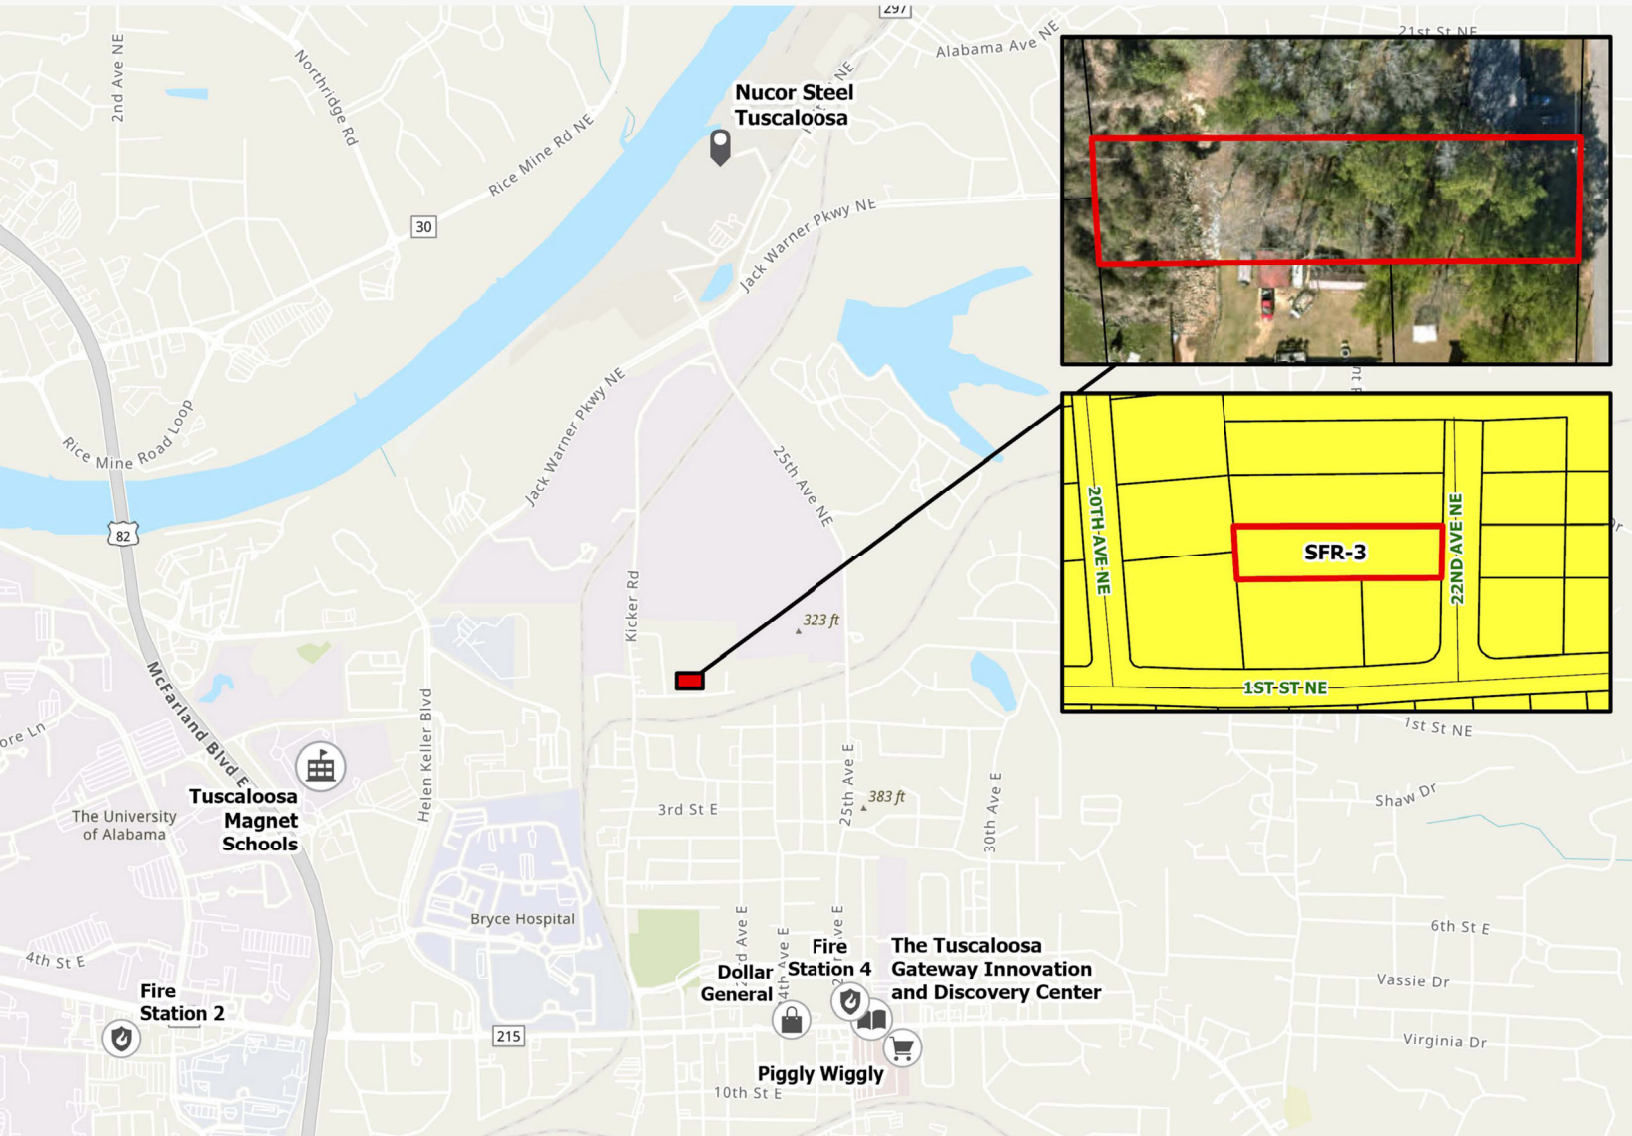 297
Alabama Ave NE
21st St NE
2nd Ave NE
Northridge Rd
Nucor Steel
Tuscaloosa
Rice Mine Rd NE
30
Jack Warner Pkwy NE
Jack Warner Pkwy NE
Rice Mine Road Loop
25th Ave NE
82
20TH AVE NE
SFR-3
22ND AVE NE
1ST ST NE
Kicker Rd
323 ft
McFarland Blvd E
Helen Keller Blvd
1st St NE
Tuscaloosa
Magnet
Schools
The University
of Alabama
3rd St E
25th Ave E
383 ft
30th Ave E
Shaw Dr
Bryce Hospital
6th St E
4th St E
Fire
Station 4
The Tuscaloosa
Gateway Innovation
and Discovery Center
Dollar
General
Vassie Dr
Fire
Station 2
215
Virginia Dr
Piggly Wiggly
10th St E